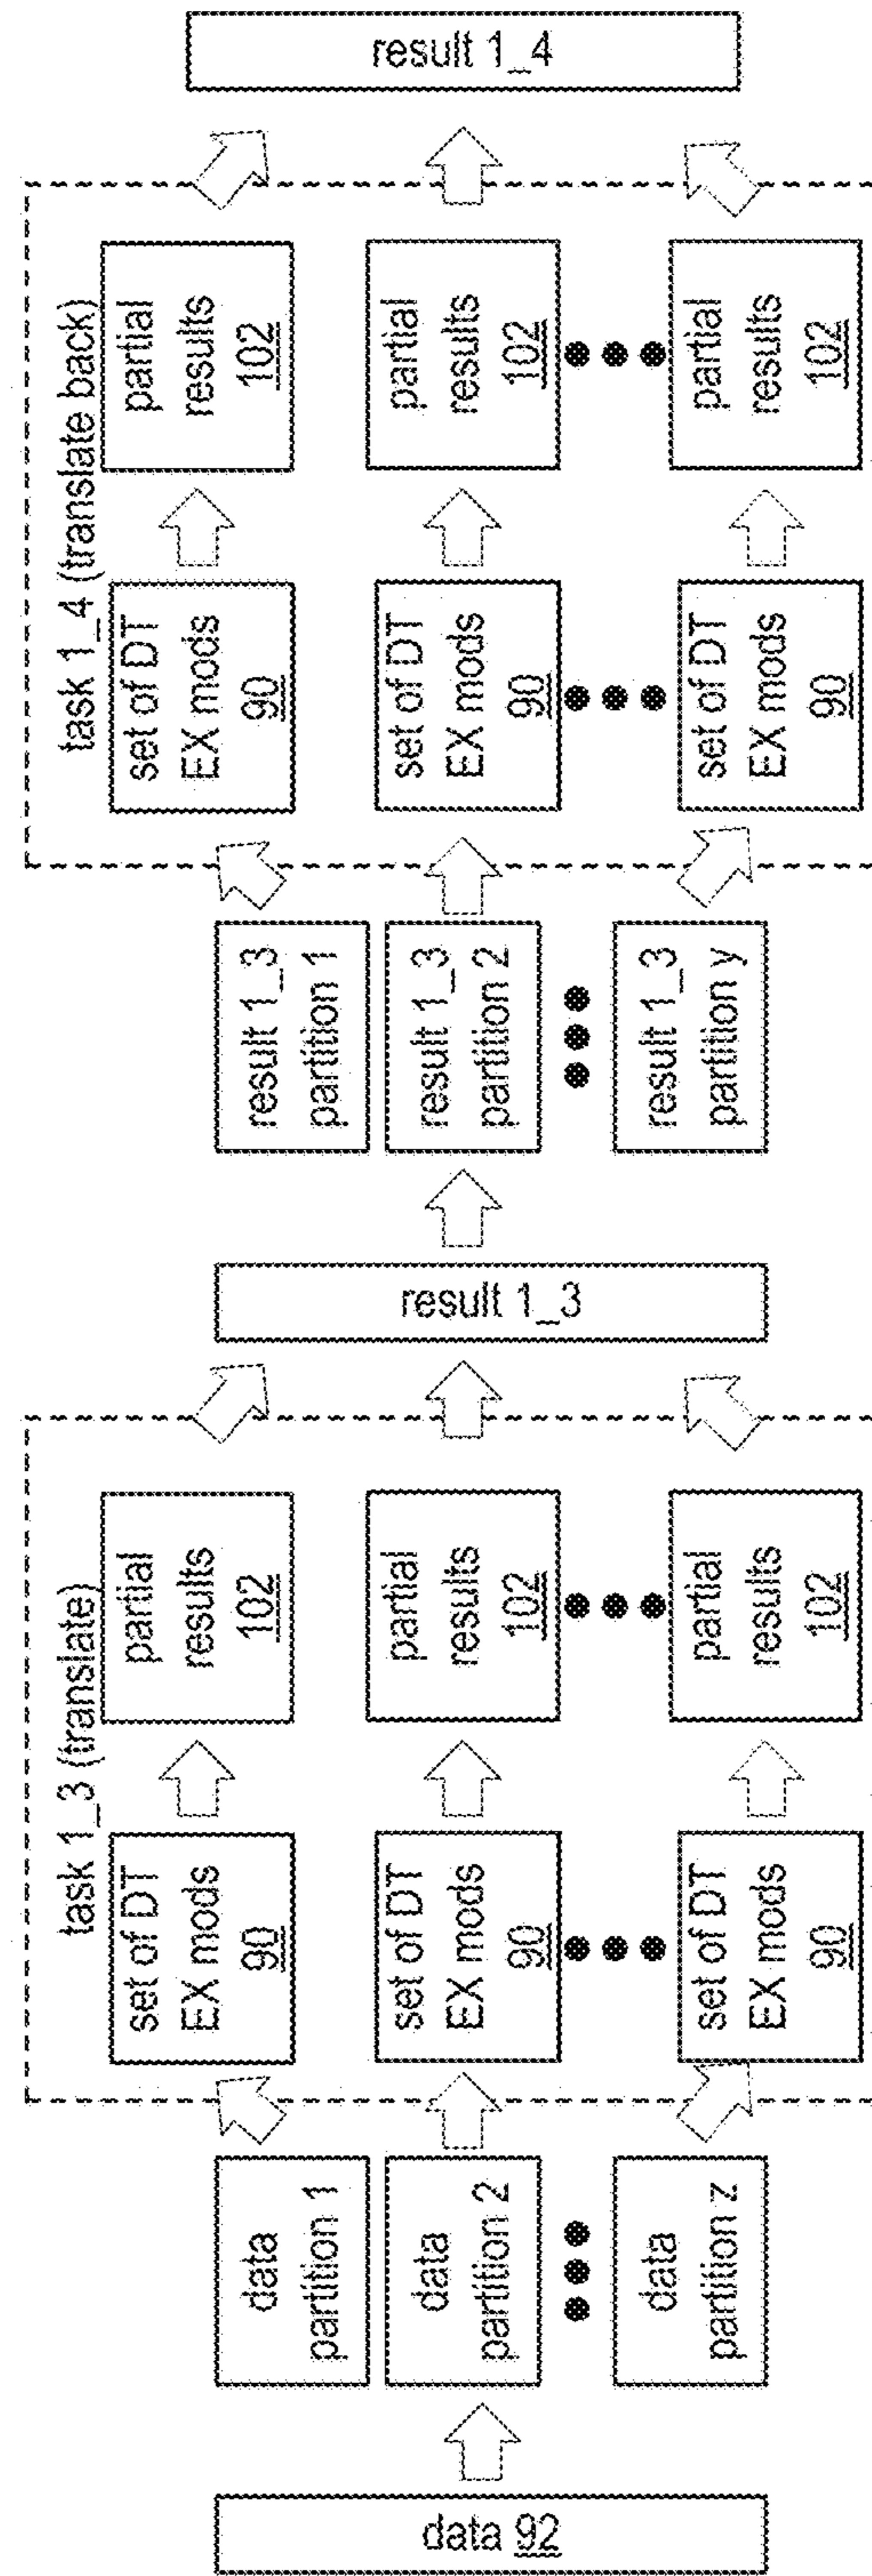 data 92
data
partition 1
data
partition 2
data
partition z
task 1_3 (translate)
set of DT
EX mods
90
set of DT
EX mods
90
set of DT
EX mods
90
partial
results
102
partial
results
102
partial
results
102
result 1_3
result 1_3
partition 1
result 1_3
partition 2
result 1_3
partition y
task 1_4 (translate back)
set of DT
EX mods
90
set of DT
EX mods
90
set of DT
EX mods
90
partial
results
102
partial
results
102
partial
results
102
result 1_4